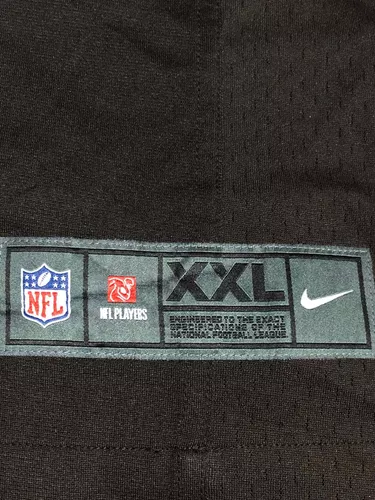 NFL
NFL PLAYERS
XXL
ENGINEERED TO THE EXACT
SPECIFICATIONS OF THE
NATIONAL FOOTBALL LEAGUE